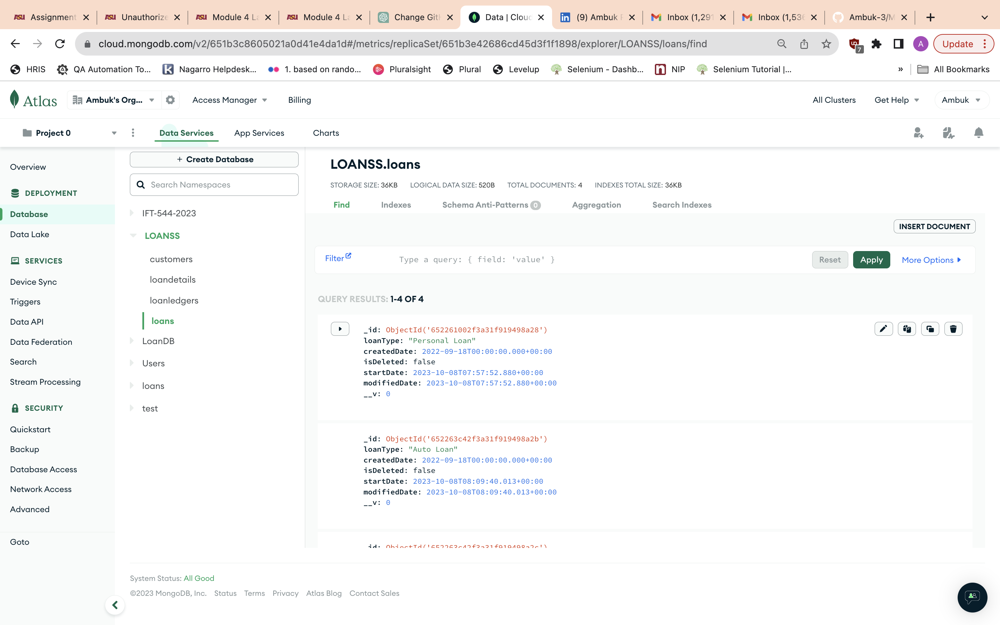 Assignment
Unauthorize
Module 4 La
Module 4 La
Change Git
Data | Clou
(9) Ambuk
Inbox (1,291
Inbox (1,536
Ambuk-3/M
cloud.mongodb.com/v2/651b3c8605021a0d41e4da1d#/metrics/replicaSet/651b3e42686cd45d3f1f1898/explorer/LOANSS/loans/find
7
A
Update
HRIS
QA Automation To...
Nagarro Helpdesk...
1. based on rando...
Pluralsight
Plural
Levelup
Selenium - Dashb...
NIP
Selenium Tutorial |...
»
All Bookmarks
Atlas
Ambuk's Org...
Access Manager
Billing
All Clusters
Get Help
Ambuk
Project 0
Data Services
App Services
Charts
Overview
DEPLOYMENT
Database
Data Lake
SERVICES
Device Sync
Triggers
Data API
Data Federation
Search
Stream Processing
SECURITY
Quickstart
Backup
Database Access
Network Access
Advanced
Goto
+ Create Database
Search Namespaces
IFT-544-2023
LOANSS
customers
loandetails
loanledgers
loans
LoanDB
Users
loans
test
LOANSS.loans
STORAGE SIZE: 36KB LOGICAL DATA SIZE: 520B TOTAL DOCUMENTS: 4 INDEXES TOTAL SIZE: 36KB
Find Indexes Schema Anti-Patterns 0 Aggregation Search Indexes
INSERT DOCUMENT
Filter Type a query: { field: 'value' } Reset Apply More Options
QUERY RESULTS: 1-4 OF 4
_id: ObjectId('652261002f3a31f919498a28')
loanType: "Personal Loan"
createdDate: 2022-09-18T00:00:00.000+00:00
isDeleted: false
startDate: 2023-10-08T07:57:52.880+00:00
modifiedDate: 2023-10-08T07:57:52.880+00:00
__v: 0
_id: ObjectId('652263c42f3a31f919498a2b')
loanType: "Auto Loan"
createdDate: 2022-09-18T00:00:00.000+00:00
isDeleted: false
startDate: 2023-10-08T08:09:40.013+00:00
modifiedDate: 2023-10-08T08:09:40.013+00:00
__v: 0
_id: ObjectId('652263c42f3a31f919498a2c')
System Status: All Good
©2023 MongoDB, Inc. Status Terms Privacy Atlas Blog Contact Sales